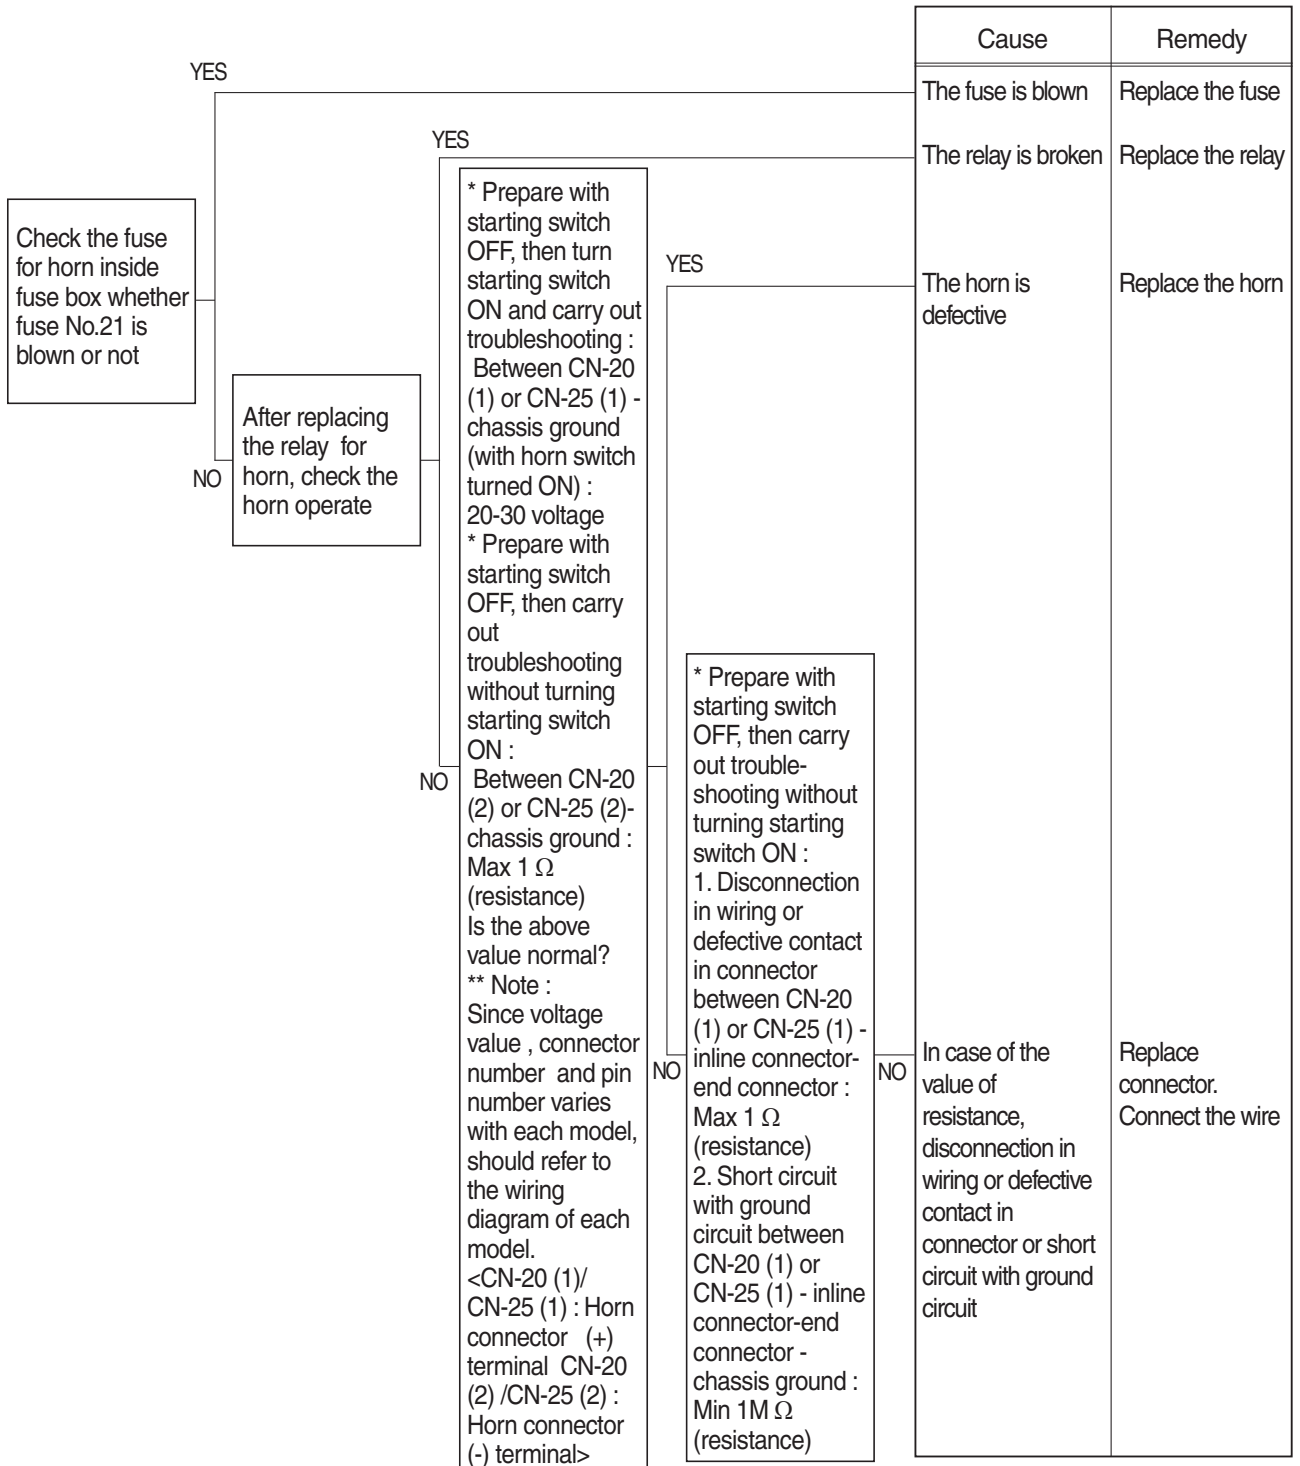 Cause
Remedy
YES
The fuse is blown
Replace the fuse
YES
The relay is broken
Replace the relay
Check the fuse
for horn inside
fuse box whether
fuse No.21 is
blown or not
NO
After replacing
the relay for
horn, check the
horn operate
NO
* Prepare with
starting switch
OFF, then turn
starting switch
ON and carry out
troubleshooting :
Between CN-20
(1) or CN-25 (1) -
chassis ground
(with horn switch
turned ON) :
20-30 voltage
* Prepare with
starting switch
OFF, then carry
out
troubleshooting
without turning
starting switch
ON :
Between CN-20
(2) or CN-25 (2)-
chassis ground :
Max 1 Ω
(resistance)
Is the above
value normal?
** Note :
Since voltage
value , connector
number and pin
number varies
with each model,
should refer to
the wiring
diagram of each
model.
<CN-20 (1)/
CN-25 (1) : Horn
connector (+)
terminal CN-20
(2) /CN-25 (2) :
Horn connector
(-) terminal>
YES
The horn is
defective
Replace the horn
NO
* Prepare with
starting switch
OFF, then carry
out trouble-
shooting without
turning starting
switch ON :
1. Disconnection
in wiring or
defective contact
in connector
between CN-20
(1) or CN-25 (1) -
inline connector-
end connector :
Max 1 Ω
(resistance)
2. Short circuit
with ground
circuit between
CN-20 (1) or
CN-25 (1) - inline
connector-end
connector -
chassis ground :
Min 1M Ω
(resistance)
NO
In case of the
value of
resistance,
disconnection in
wiring or defective
contact in
connector or short
circuit with ground
circuit
Replace
connector.
Connect the wire